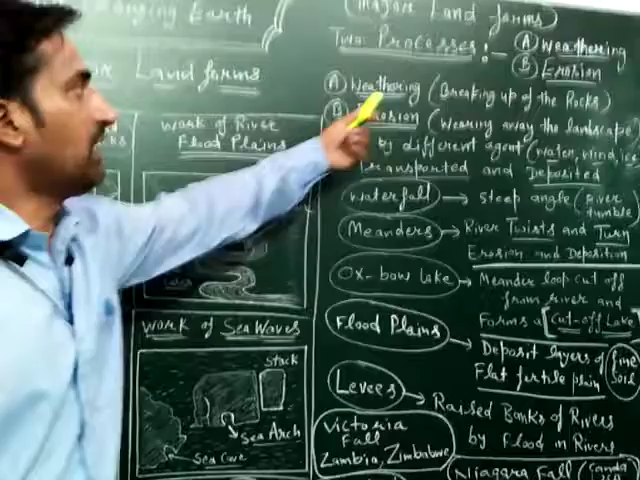 Changing Earth
Land forms
work of River
Flood Plains
work of Sea Waves
Stack
Sea Arch
Sea Cave
(Major Land forms)
Two Processes :- (A) Weathering
(B) Erosion
(A) Weathering (Breaking up of the Rocks)
(B) Erosion (Wearing away the landscape
by different agent (water, wind, ice
transported and Deposited
Waterfall → Steep angle (River
tumble)
Meanders → River Twists and Turn
Erosion and Deposition
Ox-bow lake → Meander loop cut off
from river and
Forms a Cut-off Lake
Flood Plains → Deposit layers of fine
Soil
Flat fertile plain
Levees → Raised Banks of Rivers
by Flood in Rivers
Victoria
Fall
Zambia, Zimbabwe
Niagara Fall (Canada